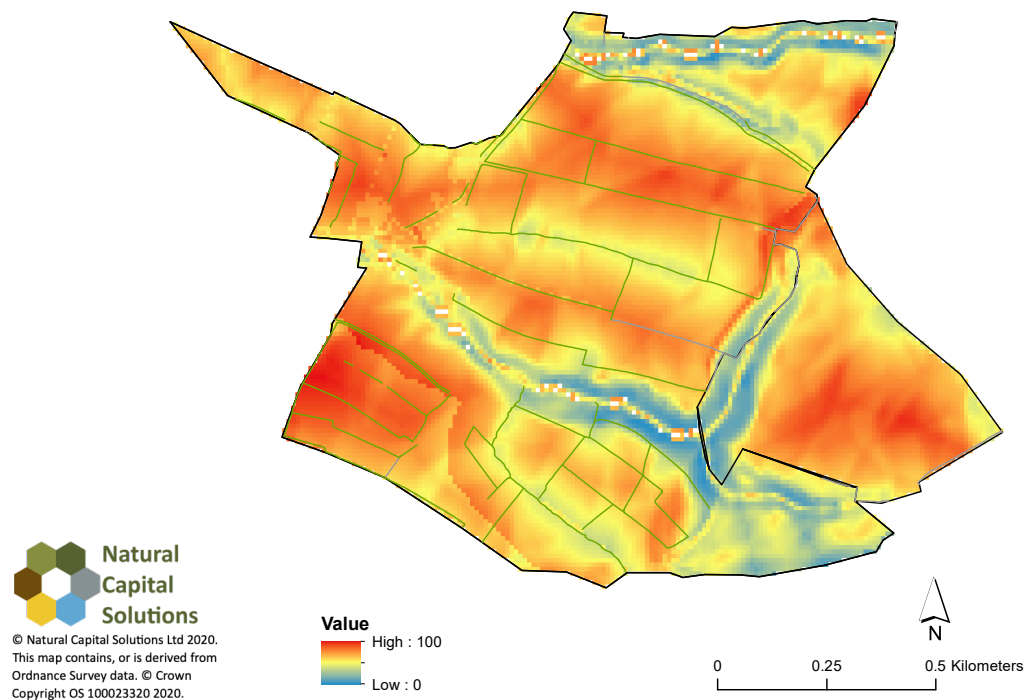 Natural
Capital
Solutions
© Natural Capital Solutions Ltd 2020.
This map contains, or is derived from
Ordnance Survey data. © Crown
Copyright OS 100023320 2020.
Value
High : 100
Low : 0
N
0 0.25 0.5 Kilometers